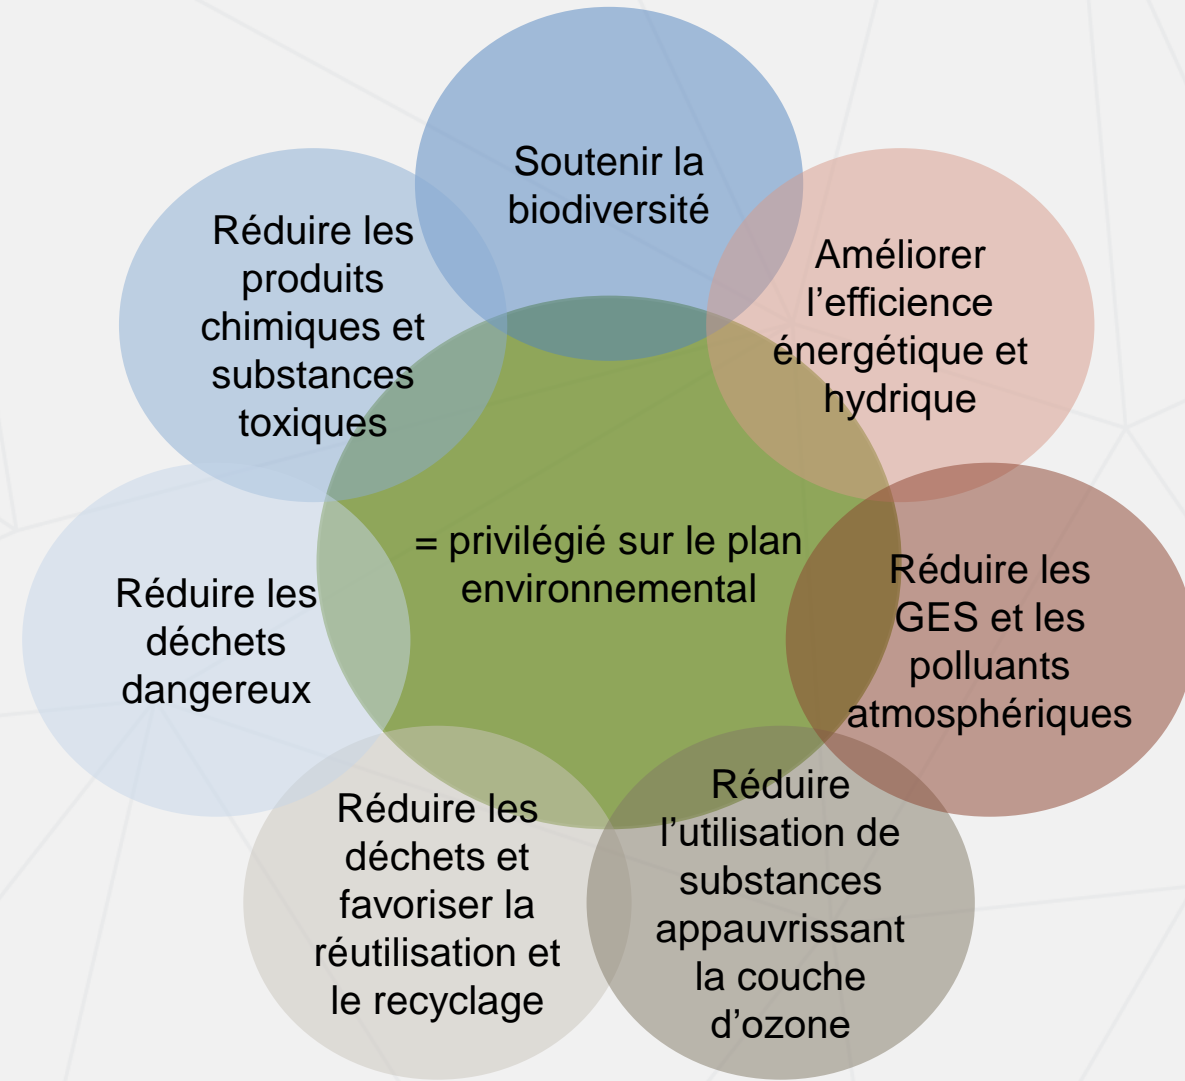 Soutenir la
biodiversité
Améliorer
l’efficience
énergétique et
hydrique
Réduire les
GES et les
polluants
atmosphériques
Réduire
l’utilisation de
substances
appauvrissant
la couche
d’ozone
Réduire les
déchets et
favoriser la
réutilisation et
le recyclage
Réduire les
déchets
dangereux
Réduire les
produits
chimiques et
substances
toxiques
= privilégié sur le plan
environnemental